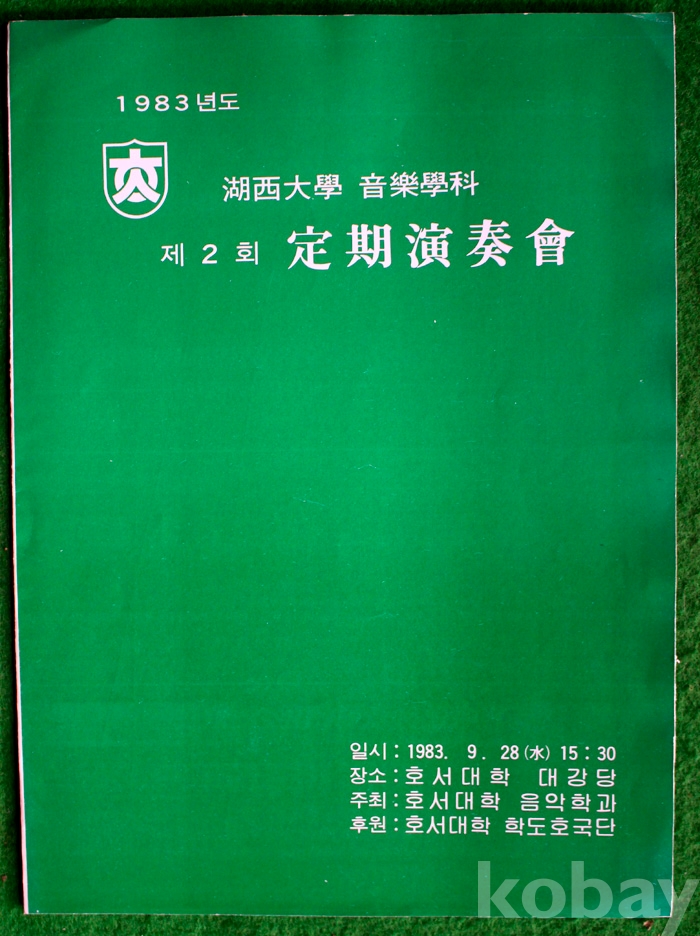 1983년도
湖西大學 音樂學科
제 2 회 定期演奏會
일시 : 1983. 9. 28 (水) 15 : 30
장소 : 호서대학 대강당
주최 : 호서대학 음악학과
후원 : 호서대학 학도호국단
kobay